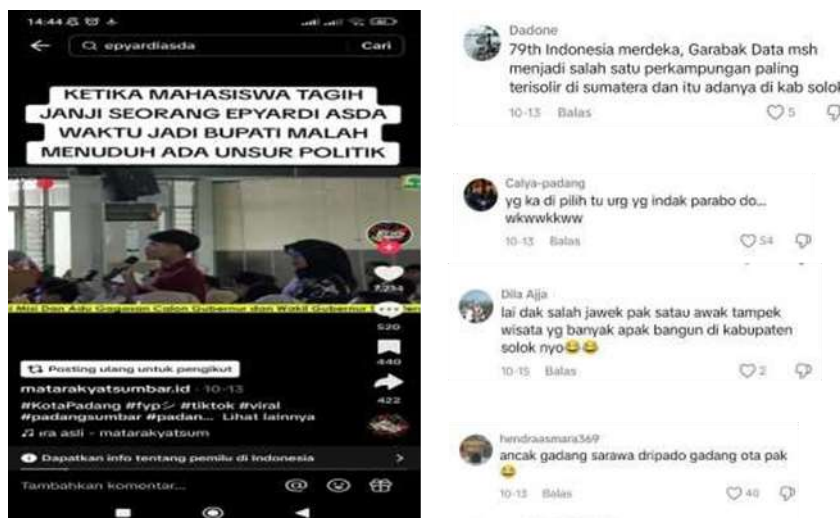 14:44
epyardiasda
Cari
KETIKA MAHASISWA TAGIH
JANJI SEORANG EPYARDI ASDA
WAKTU JADI BUPATI MALAH
MENUDUH ADA UNSUR POLITIK
Misi Dan Adu Gagasan Calon Gubernur dan Wakil Gubernur
7,234
520
440
422
Posting ulang untuk pengikut
matarakyatsumbar.id · 10-13
#KotaPadang #fypシ #tiktok #viral
#padangsumbar #padan... Lihat lainnya
ra asli - matarakyatsum
Dapatkan info tentang pemilu di Indonesia
Tambahkan komentar...
Dadone
79th Indonesia merdeka, Garabak Data msh
menjadi salah satu perkampungan paling
terisolir di sumatera dan itu adanya di kab solok
10-13 Balas 5
Calya-padang
yg ka di pilih tu urg yg indak parabo do...
wkwwkkww
10-13 Balas 54
Dila Ajja
lai dak salah jawek pak satau awak tampek
wisata yg banyak apak bangun di kabupaten
solok nyo😂😂
10-15 Balas 2
hendraasmara369
ancak gadang sarawa dripado gadang ota pak
😂
10-13 Balas 40